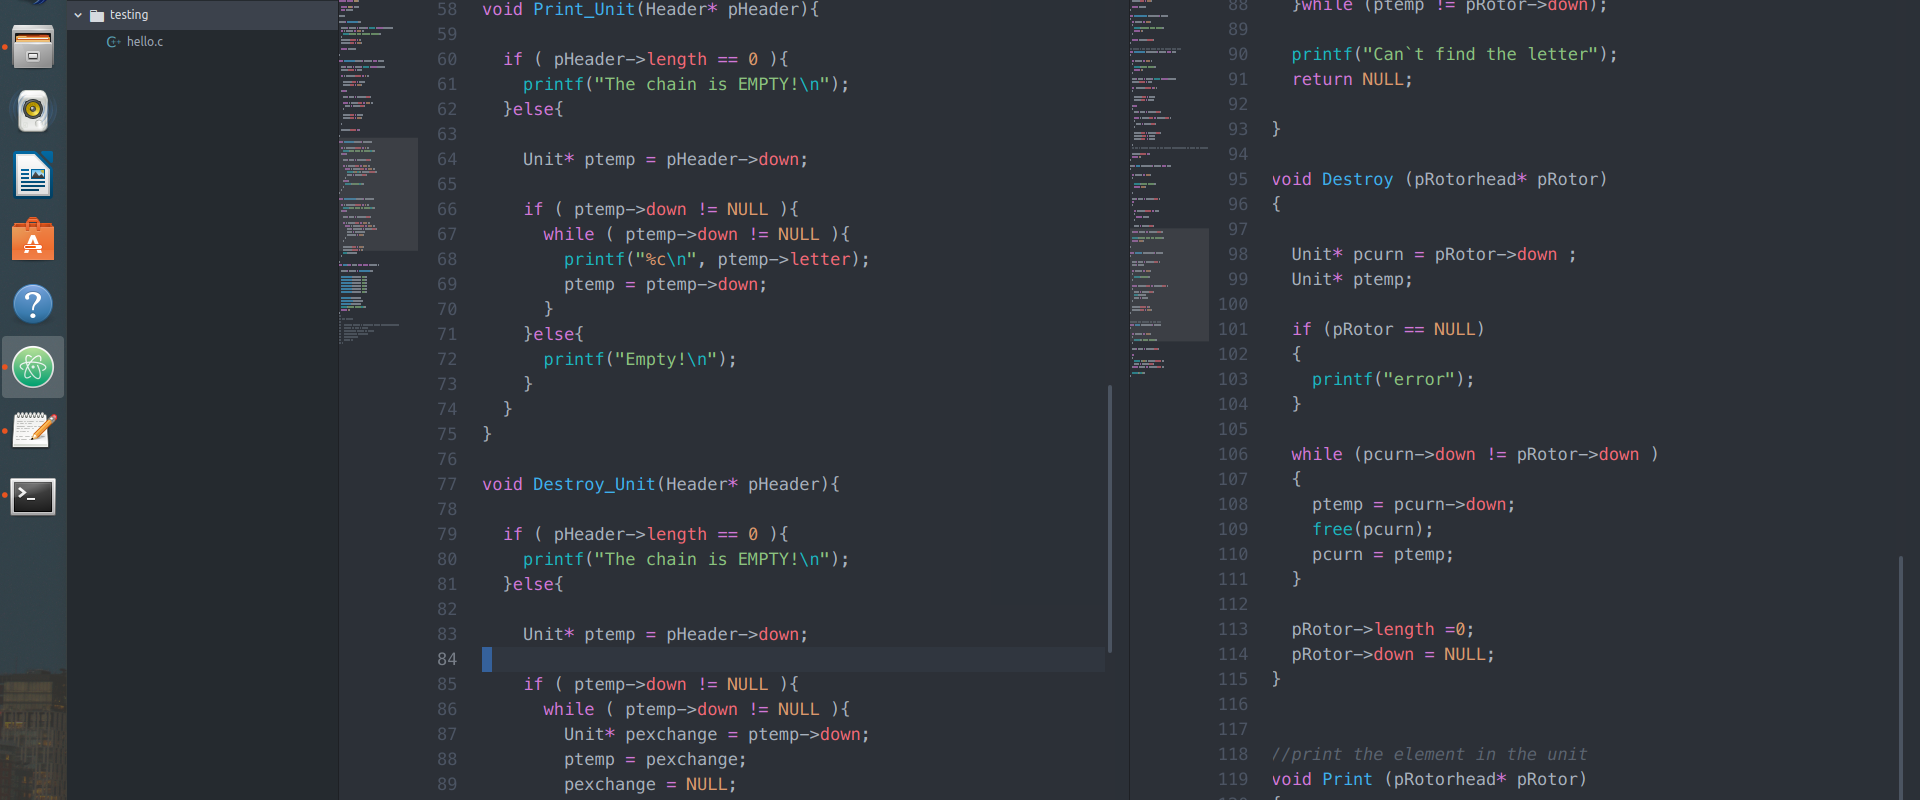 testing
hello.c
58 void Print_Unit(Header* pHeader){
59
60 if ( pHeader->length == 0 ){
61 printf("The chain is EMPTY!\n");
62 }else{
63
64 Unit* ptemp = pHeader->down;
65
66 if ( ptemp->down != NULL ){
67 while ( ptemp->down != NULL ){
68 printf("%c\n", ptemp->letter);
69 ptemp = ptemp->down;
70 }
71 }else{
72 printf("Empty!\n");
73 }
74 }
75 }
76
77 void Destroy_Unit(Header* pHeader){
78
79 if ( pHeader->length == 0 ){
80 printf("The chain is EMPTY!\n");
81 }else{
82
83 Unit* ptemp = pHeader->down;
84
85 if ( ptemp->down != NULL ){
86 while ( ptemp->down != NULL ){
87 Unit* pexchange = ptemp->down;
88 ptemp = pexchange;
89 pexchange = NULL;
88 }while (ptemp != pRotor->down);
89
90 printf("Can`t find the letter");
91 return NULL;
92
93 }
94
95 void Destroy (pRotorhead* pRotor)
96 {
97
98 Unit* pcurn = pRotor->down ;
99 Unit* ptemp;
100
101 if (pRotor == NULL)
102 {
103 printf("error");
104 }
105
106 while (pcurn->down != pRotor->down )
107 {
108 ptemp = pcurn->down;
109 free(pcurn);
110 pcurn = ptemp;
111 }
112
113 pRotor->length =0;
114 pRotor->down = NULL;
115 }
116
117
118 //print the element in the unit
119 void Print (pRotorhead* pRotor)
120 {